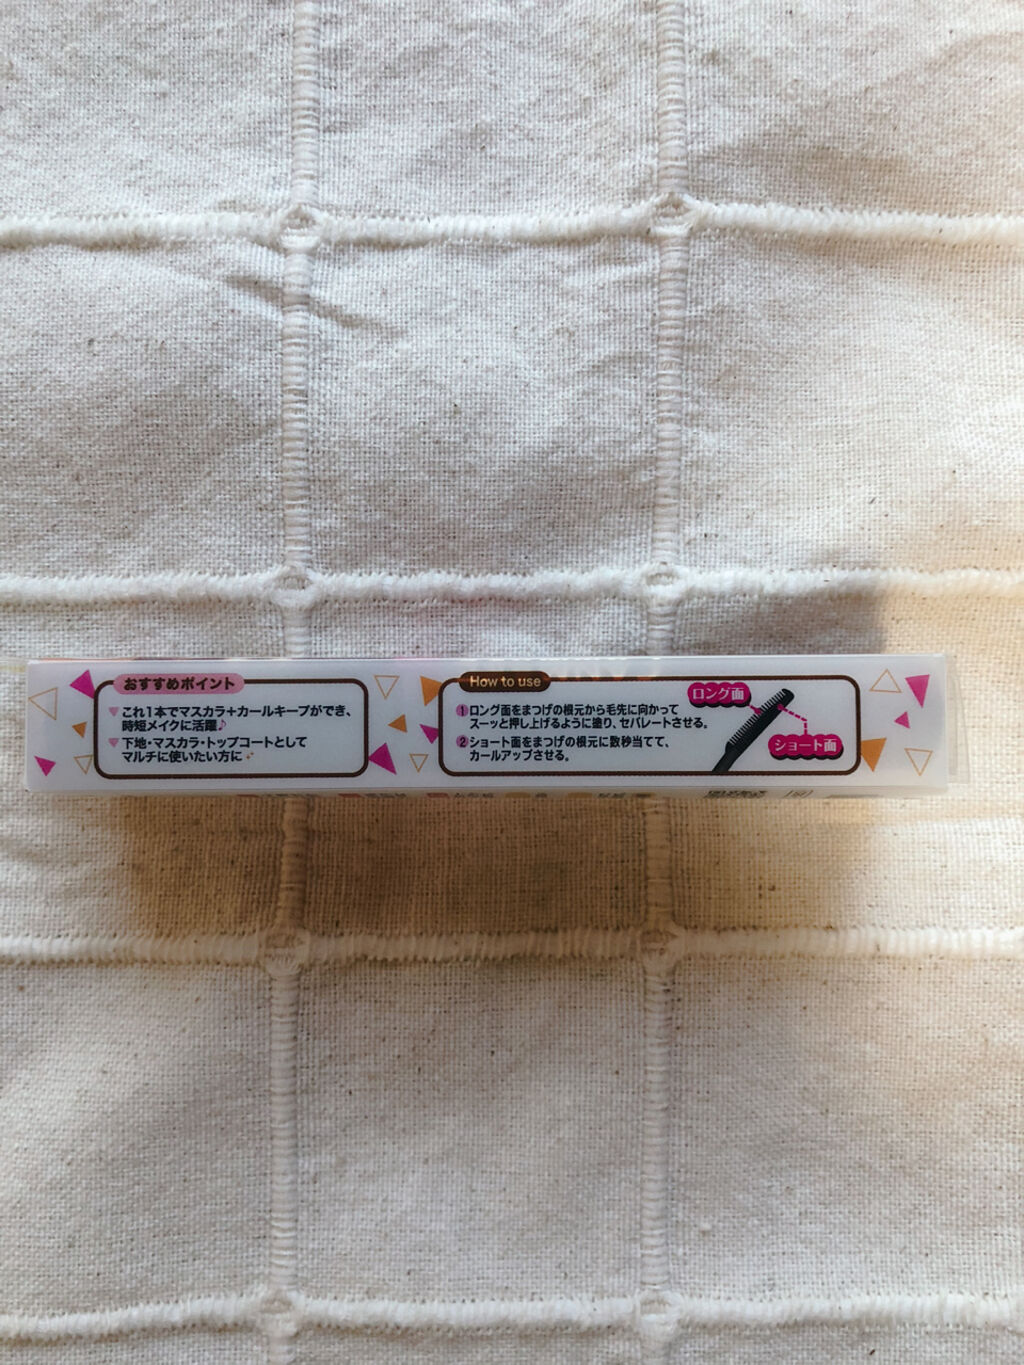 おすすめポイント
これ1本でマスカラ+カールキープができ、
時短メイクに活躍♪
下地・マスカラ・トップコートとして
マルチに使いたい方に
How to use
1 ロング面をまつげの根元から毛先に向かって
スーッと押し上げるように塗り、セパレートさせる。
2 ショート面をまつげの根元に数秒当てて、
カールアップさせる。
ロング面
ショート面